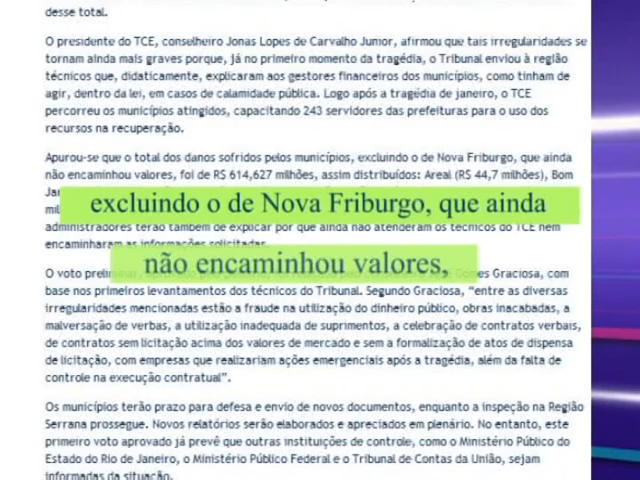 desse total.
O presidente do TCE, conselheiro Jonas Lopes de Carvalho Junior, afirmou que tais irregularidades se
tornam ainda mais graves porque, já no primeiro momento da tragédia, o Tribunal enviou à região
técnicos que, didaticamente, explicaram aos gestores financeiros dos municípios, como tinham de
agir, dentro da lei, em casos de calamidade pública. Logo após a tragédia de janeiro, o TCE
percorreu os municípios atingidos, capacitando 243 servidores das prefeituras para o uso dos
recursos na recuperação.
Apurou-se que o total dos danos sofridos pelos municípios, excluindo o de Nova Friburgo, que ainda
não encaminhou valores, foi de R$ 614,627 milhões, assim distribuídos: Areal (R$ 44,7 milhões), Bom
excluindo o de Nova Friburgo, que ainda
administradores terão também de explicar por que ainda não atenderam os técnicos do TCE nem
encaminharam as informações solicitadas.
não encaminhou valores,
O voto Graciosa, com
base nos primeiros levantamentos dos técnicos do Tribunal. Segundo Graciosa, "entre as diversas
irregularidades mencionadas estão a fraude na utilização do dinheiro público, obras inacabadas, a
malversação de verbas, a utilização inadequada de suprimentos, a celebração de contratos verbais,
de contratos sem licitação acima dos valores de mercado e sem a formalização de atos de dispensa
de licitação, com empresas que realizariam ações emergenciais após a tragédia, além da falta de
controle na execução contratual".
Os municípios terão prazo para defesa e envio de novos documentos, enquanto a inspeção na Região
Serrana prossegue. Novos relatórios serão elaborados e apreciados em plenário. No entanto, este
primeiro voto aprovado já prevê que outras instituições de controle, como o Ministério Público do
Estado do Rio de Janeiro, o Ministério Público Federal e o Tribunal de Contas da União, sejam
informadas da situação.